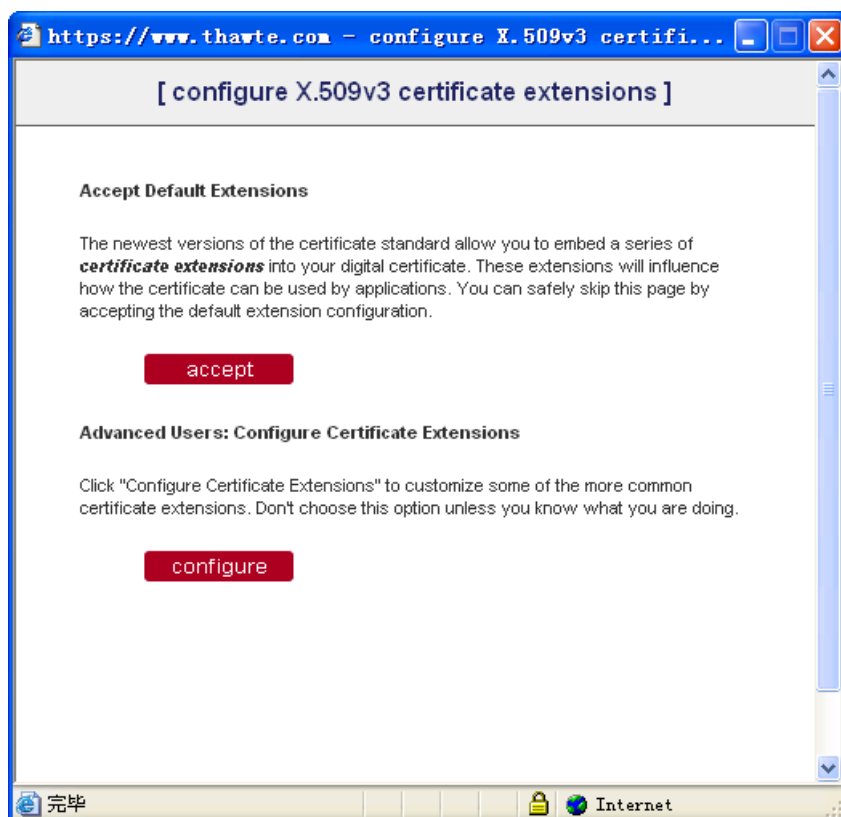 https://www.thawte.com - configure X.509v3 certifi...
[ configure X.509v3 certificate extensions ]
Accept Default Extensions
The newest versions of the certificate standard allow you to embed a series of
certificate extensions into your digital certificate. These extensions will influence
how the certificate can be used by applications. You can safely skip this page by
accepting the default extension configuration.
accept
Advanced Users: Configure Certificate Extensions
Click "Configure Certificate Extensions" to customize some of the more common
certificate extensions. Don't choose this option unless you know what you are doing.
configure
完毕
Internet